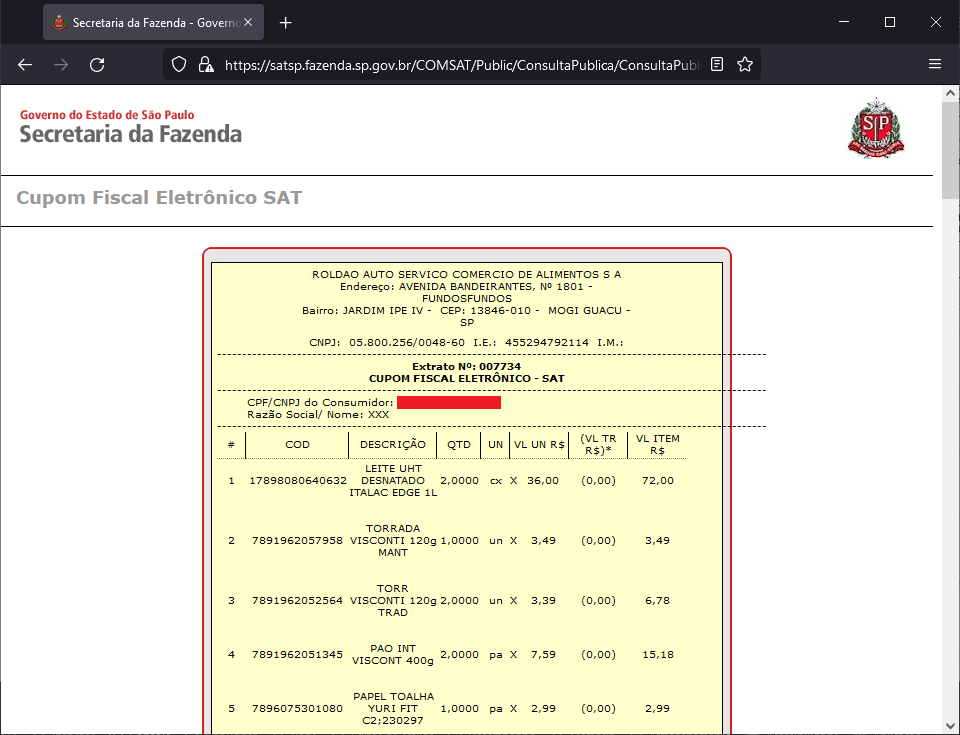 Secretaria da Fazenda - Governo
https://satsp.fazenda.sp.gov.br/COMSAT/Public/ConsultaPublica/ConsultaPubl
Governo do Estado de São Paulo
Secretaria da Fazenda
SP
Cupom Fiscal Eletrônico SAT
ROLDAO AUTO SERVICO COMERCIO DE ALIMENTOS S A
Endereço: AVENIDA BANDEIRANTES, Nº 1801 -
FUNDOSFUNDOS
Bairro: JARDIM IPE IV - CEP: 13846-010 - MOGI GUACU -
SP
CNPJ: 05.800.256/0048-60 I.E.: 455294792114 I.M.:
Extrato Nº: 007734
CUPOM FISCAL ELETRÔNICO - SAT
CPF/CNPJ do Consumidor:
Razão Social/ Nome: XXX
# COD DESCRIÇÃO QTD UN VL UN R$ (VL TR R$)* VL ITEM R$
1 17898080640632 LEITE UHT DESNATADO ITALAC EDGE 1L 2,0000 cx X 36,00 (0,00) 72,00
2 7891962057958 TORRADA VISCONTI 120g MANT 1,0000 un X 3,49 (0,00) 3,49
3 7891962052564 TORR VISCONTI 120g TRAD 2,0000 un X 3,39 (0,00) 6,78
4 7891962051345 PAO INT VISCONT 400g 2,0000 pa X 7,59 (0,00) 15,18
5 7896075301080 PAPEL TOALHA YURI FIT C2;230297 1,0000 pa X 2,99 (0,00) 2,99